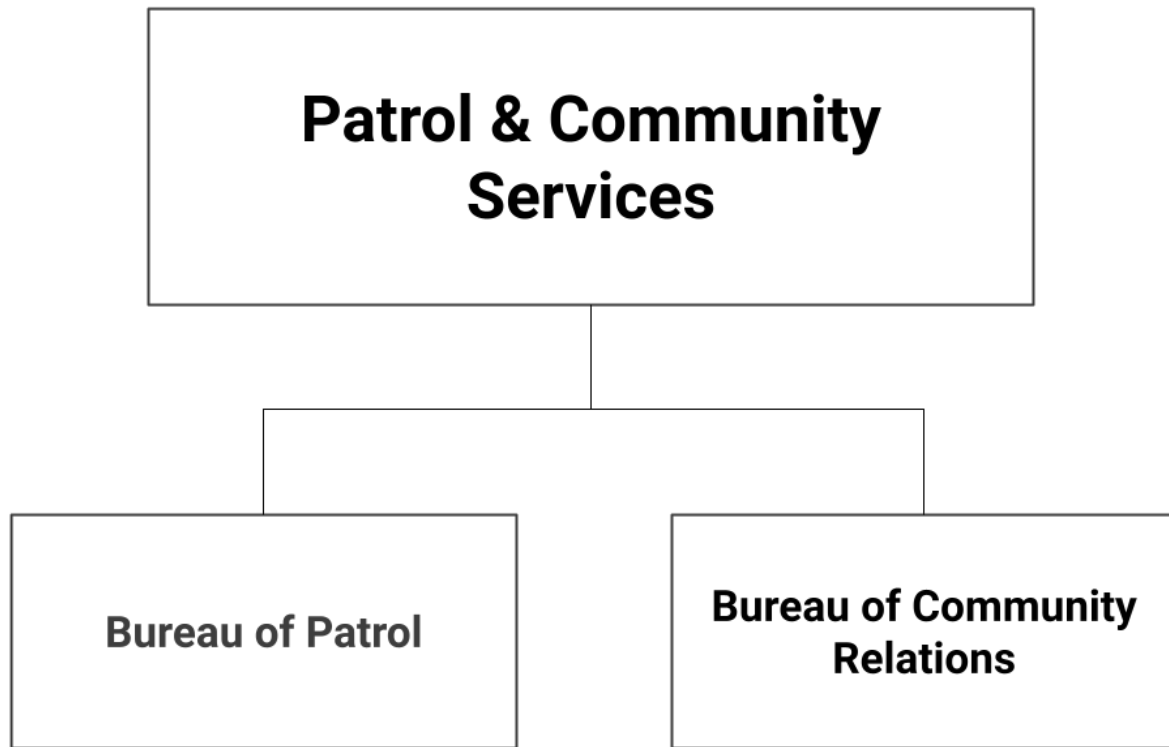 Patrol & Community
Services
Bureau of Patrol
Bureau of Community
Relations